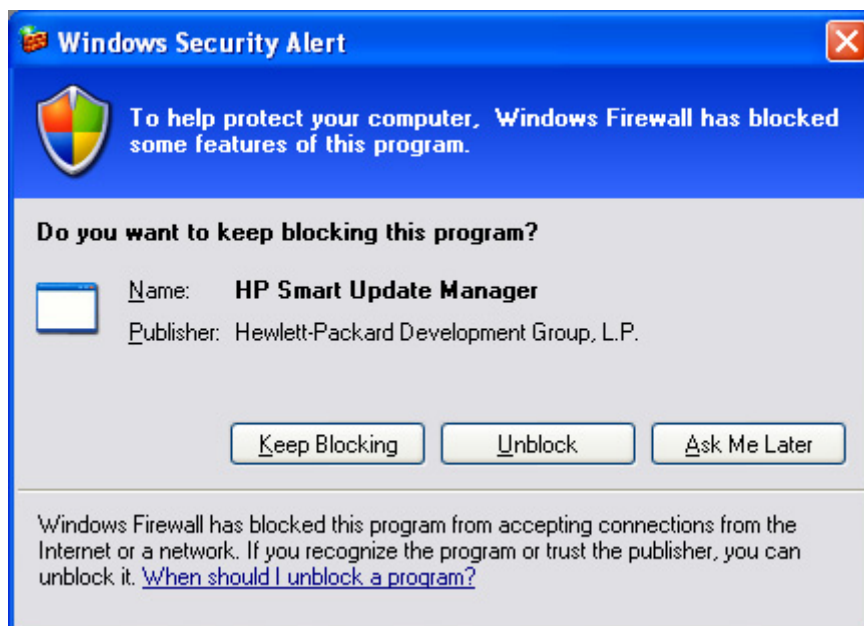 Windows Security Alert
To help protect your computer, Windows Firewall has blocked
some features of this program.
Do you want to keep blocking this program?
Name: HP Smart Update Manager
Publisher: Hewlett-Packard Development Group, L.P.
Keep Blocking Unblock Ask Me Later
Windows Firewall has blocked this program from accepting connections from the
Internet or a network. If you recognize the program or trust the publisher, you can
unblock it. When should I unblock a program?